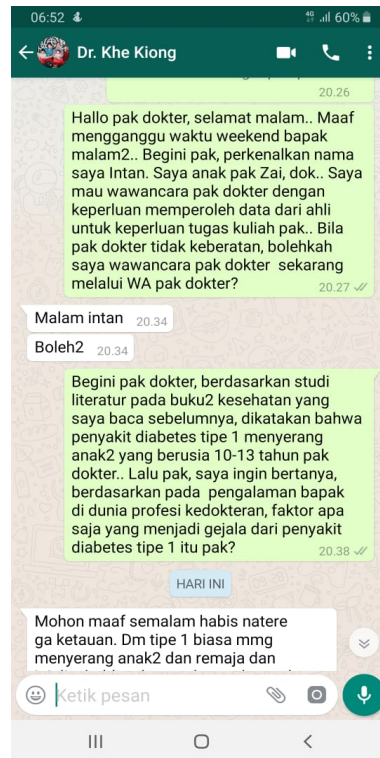 06:52 4G 60%
Dr. Khe Kiong
20.26
Hallo pak dokter, selamat malam.. Maaf
mengganggu waktu weekend bapak
malam2.. Begini pak, perkenalkan nama
saya Intan. Saya anak pak Zai, dok.. Saya
mau wawancara pak dokter dengan
keperluan memperoleh data dari ahli
untuk keperluan tugas kuliah pak.. Bila
pak dokter tidak keberatan, bolehkah
saya wawancara pak dokter sekarang
melalui WA pak dokter?
20.27
Malam intan 20.34
Boleh2 20.34
Begini pak dokter, berdasarkan studi
literatur pada buku2 kesehatan yang
saya baca sebelumnya, dikatakan bahwa
penyakit diabetes tipe 1 menyerang
anak2 yang berusia 10-13 tahun pak
dokter.. Lalu pak, saya ingin bertanya,
berdasarkan pada pengalaman bapak
di dunia profesi kedokteran, faktor apa
saja yang menjadi gejala dari penyakit
diabetes tipe 1 itu pak?
20.38
HARI INI
Mohon maaf semalam habis natere
ga ketauan. Dm tipe 1 biasa mmg
menyerang anak2 dan remaja dan
Ketik pesan